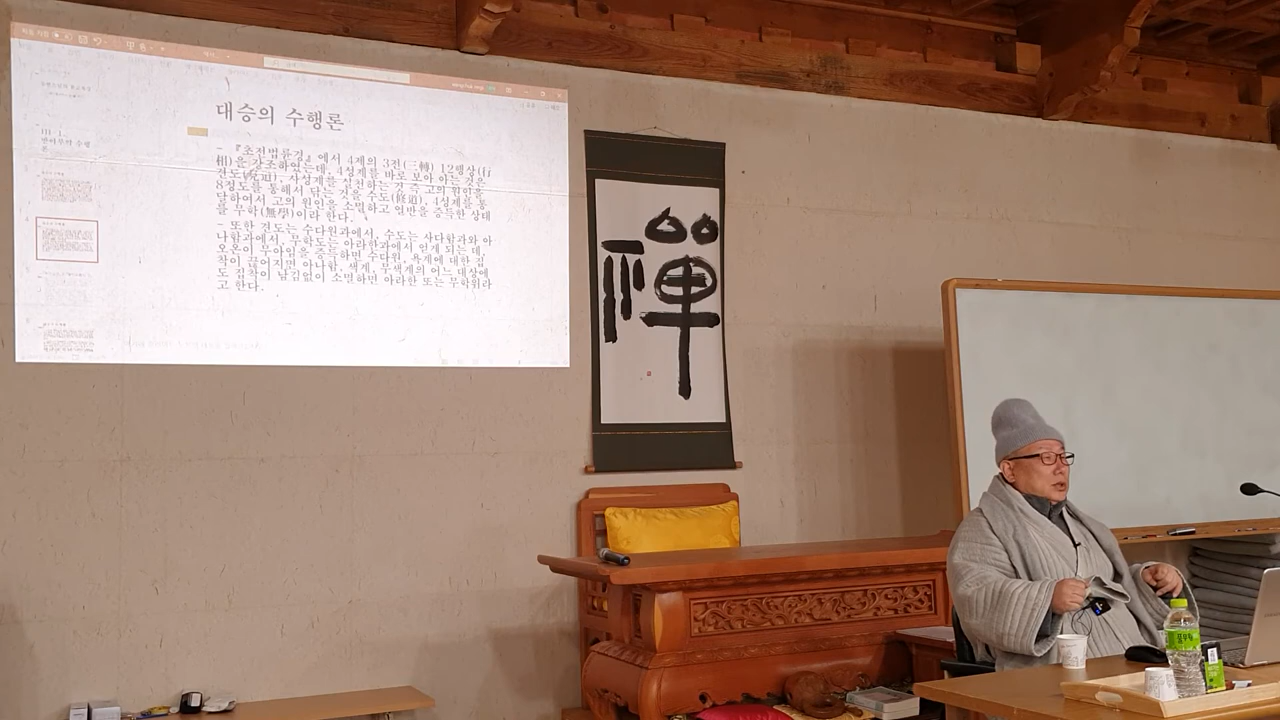 대승의 수행론
- 『초전법륜경』에서 4제의 3전(三轉) 12행상(行
相)을 강조하였는데, 4성제를 바로 보아 아는 것은
견도(見道), 사성제를 실천하는 것 즉 고의 원인을
8정도를 통해서 닦는 것을 수도(修道), 4성제를 통
달하여서 고의 원인을 소멸하고 열반을 증득한 상태
를 무학(無學)이라 한다.
- 또한 견도는 수다원과에서, 수도는 사다함과와 아
나함과에서, 무학도는 아라한과에서 얻게 되는 데,
오온이 무아임을 증득하면 수다원, 욕계에 대한 집
착이 끊어지면 아나함, 색계, 무색계의 어느 대상에
도 집착이 남김없이 소멸하면 아라한 또는 무학위라
고 한다.
禪